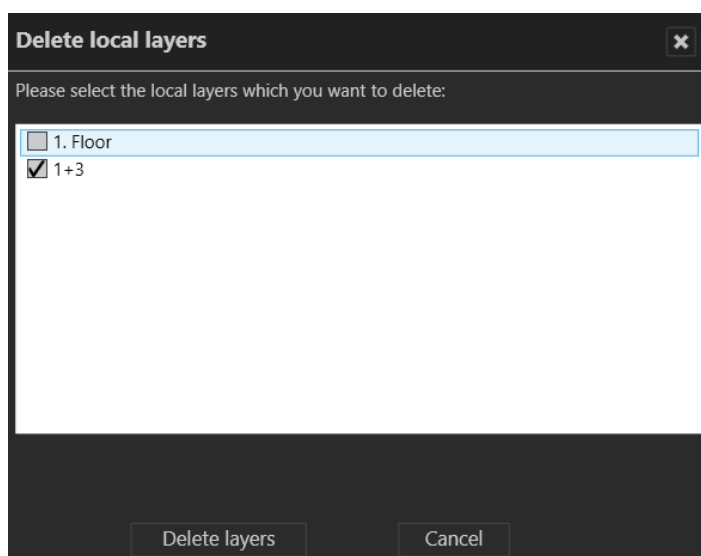 Delete local layers
Please select the local layers which you want to delete:
1. Floor
1+3
Delete layers
Cancel